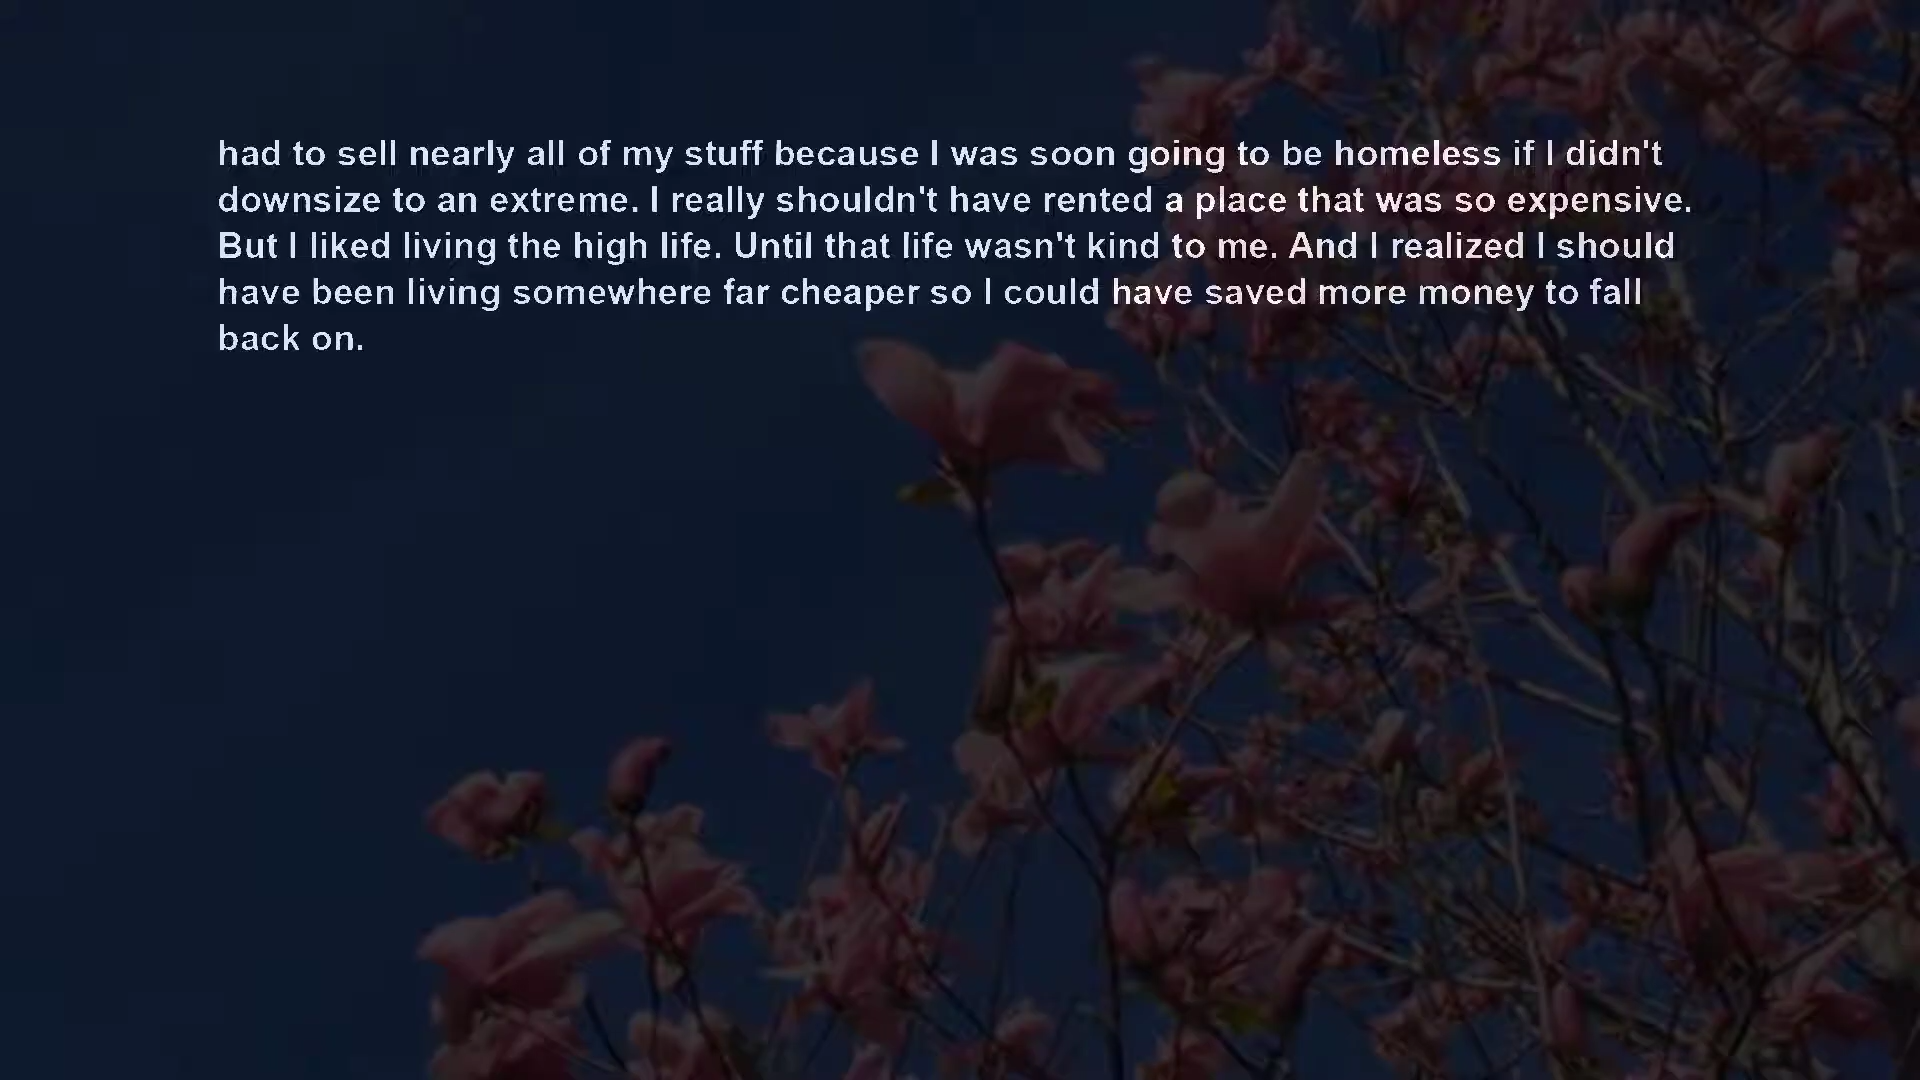 had to sell nearly all of my stuff because I was soon going to be homeless if I didn't
downsize to an extreme. I really shouldn't have rented a place that was so expensive.
But I liked living the high life. Until that life wasn't kind to me. And I realized I should
have been living somewhere far cheaper so I could have saved more money to fall
back on.